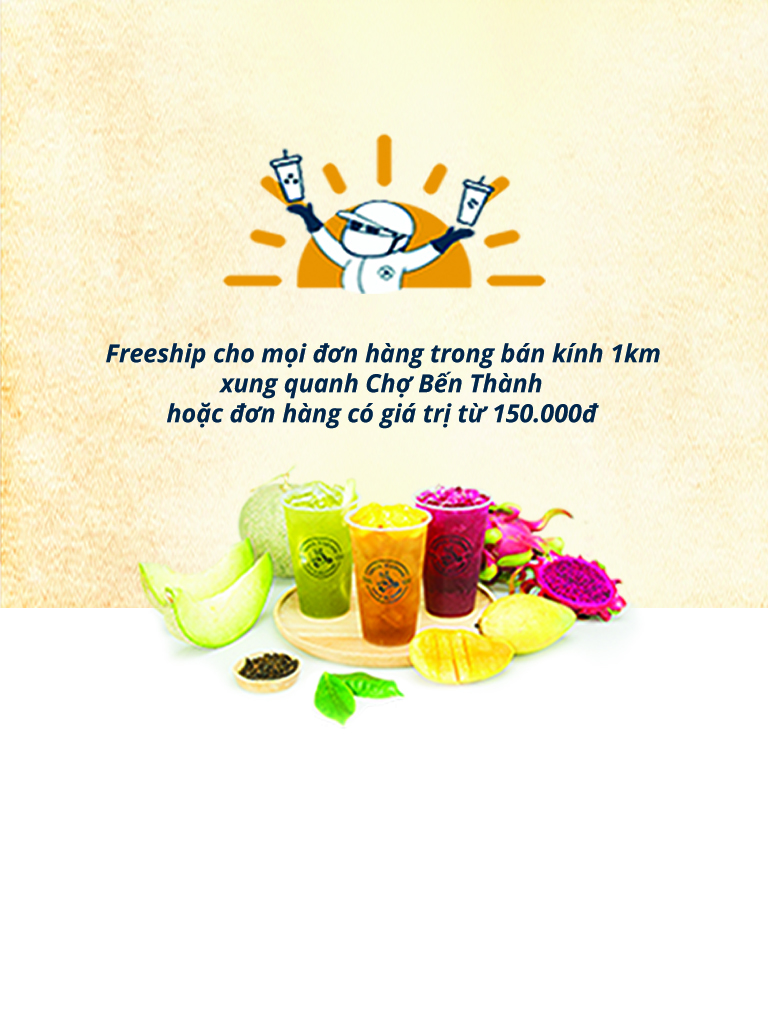 Freeship cho mọi đơn hàng trong bán kính 1km
xung quanh Chợ Bến Thành
hoặc đơn hàng có giá trị từ 150.000đ